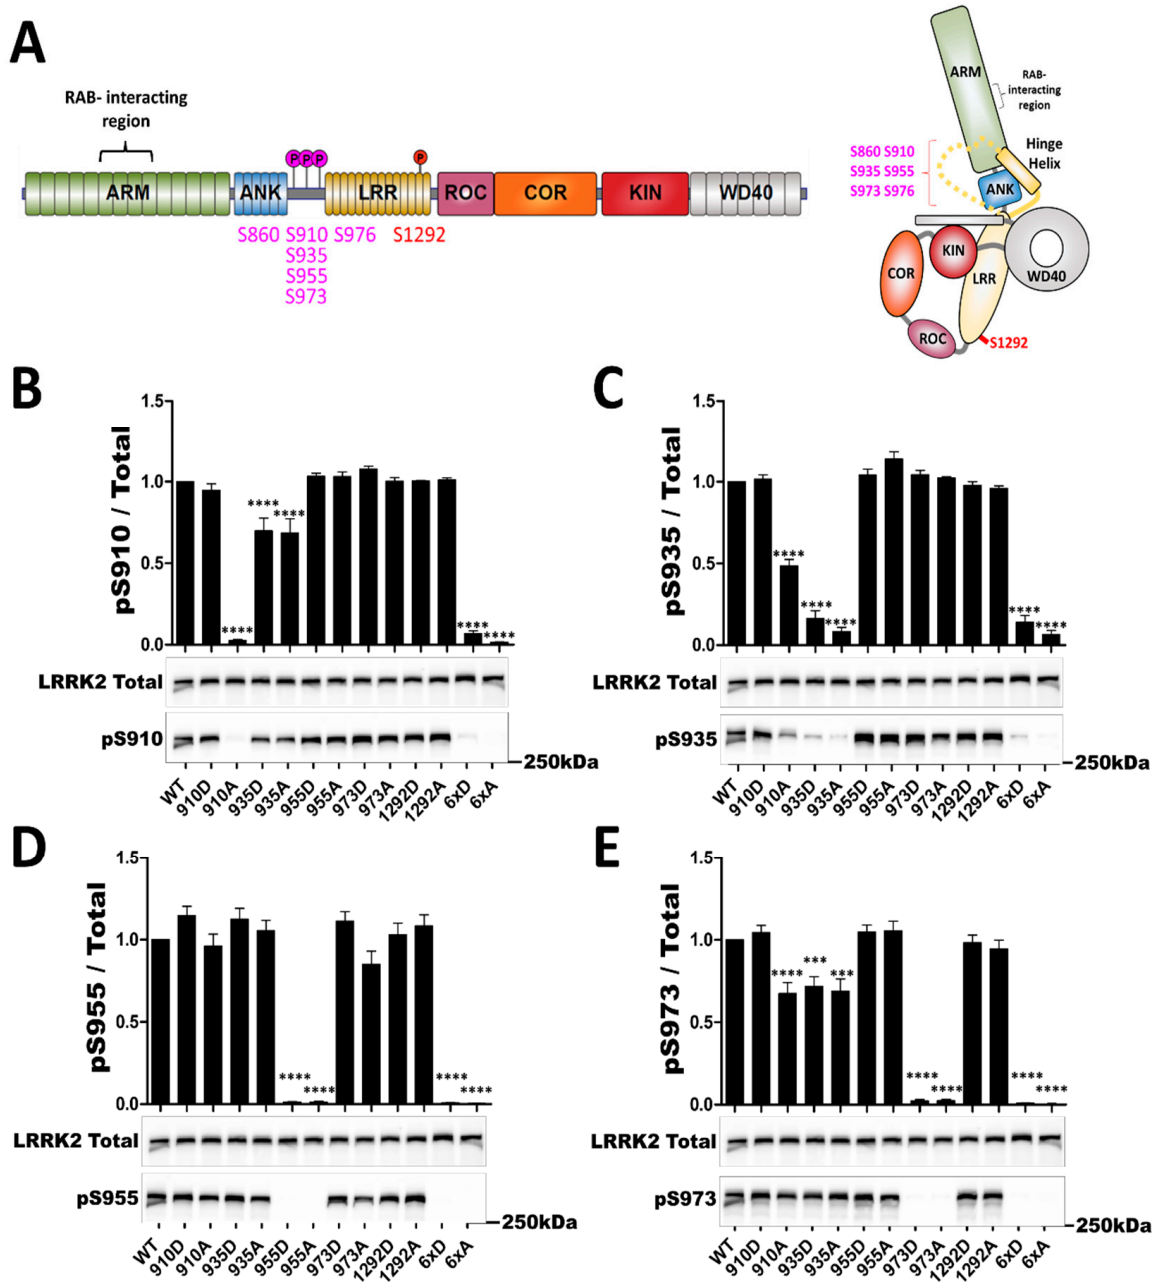 A
RAB- interacting
region
P P P P
ARM ANK LRR ROC COR KIN WD40
S860 S910 S976 S1292
S935
S955
S973
ARM
RAB-
interacting
region
S860 S910
S935 S955
S973 S976
Hinge
Helix
ANK
KIN
COR
LRR
WD40
ROC
S1292
B
pS910 / Total
1.5
1.0
0.5
0.0
**** **** **** **** ****
LRRK2 Total
pS910
250kDa
WT 910D 910A 935D 935A 955D 955A 973D 973A 1292D 1292A 6xD 6xA
C
pS935 / Total
1.5
1.0
0.5
0.0
**** **** **** **** ****
LRRK2 Total
pS935
250kDa
WT 910D 910A 935D 935A 955D 955A 973D 973A 1292D 1292A 6xD 6xA
D
pS955 / Total
1.5
1.0
0.5
0.0
**** **** **** ****
LRRK2 Total
pS955
250kDa
WT 910D 910A 935D 935A 955D 955A 973D 973A 1292D 1292A 6xD 6xA
E
pS973 / Total
1.5
1.0
0.5
0.0
**** *** *** **** **** **** ****
LRRK2 Total
pS973
250kDa
WT 910D 910A 935D 935A 955D 955A 973D 973A 1292D 1292A 6xD 6xA